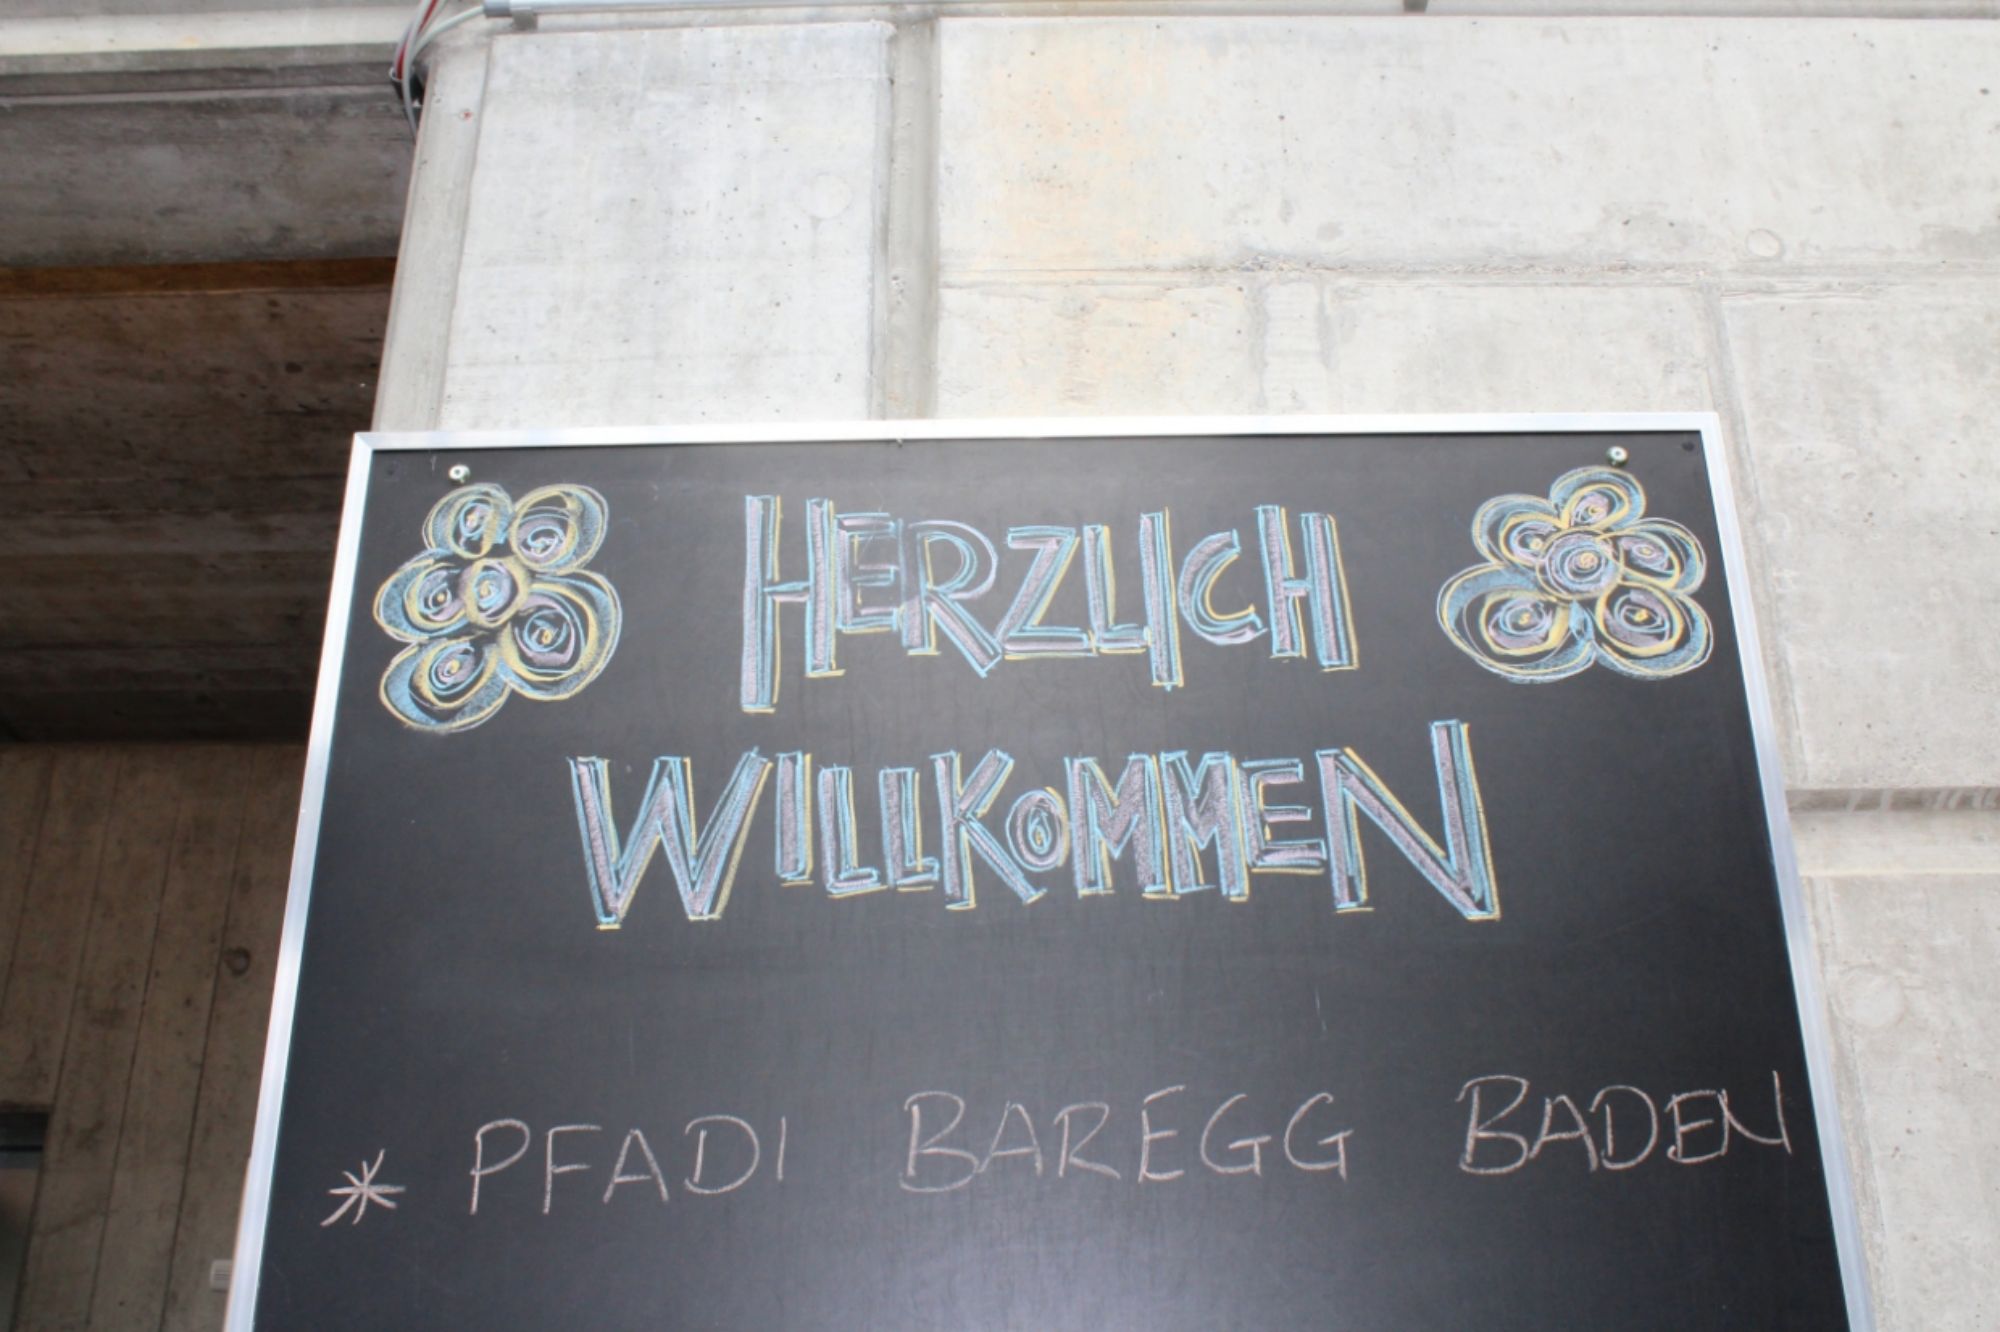 HERZLICH
WILLKOMMEN
* PFADI BAREGG BADEN